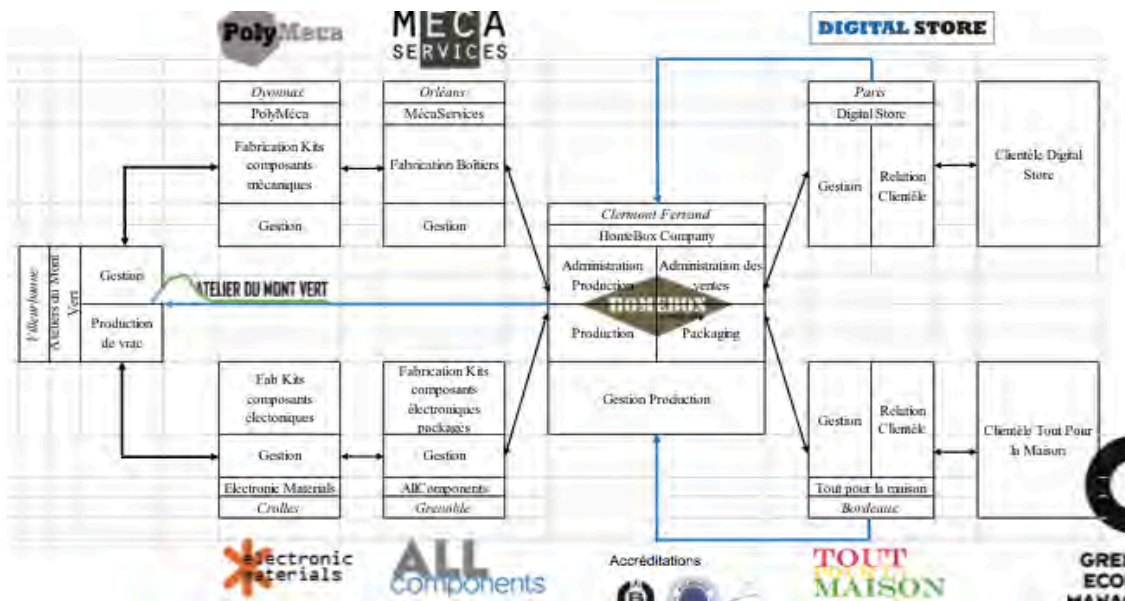 PolyMeca
MECA
SERVICES
DIGITAL STORE
Oyonnax
PolyMéca
Fabrication Kits
composants
mécaniques
Gestion
Orléans
MécaServices
Fabrication Boîtiers
Gestion
Paris
Digital Store
Gestion
Relation
Clientèle
Clientèle Digital
Store
Clermont Ferrand
HomeBox Company
Administration
Production
Administration des
ventes
HOMEBOX
Production
Packaging
Gestion Production
Villeurbanne
Ateliers du Mont
Vert
Gestion
Production
de vrac
ATELIER DU MONT VERT
Fab Kits
composants
électoniques
Gestion
Electronic Materials
Crolles
Fabrication Kits
composants
électroniques
packagés
Gestion
AllComponents
Grenoble
Gestion
Relation
Clientèle
Tout pour la maison
Bordeaux
Clientèle Tout Pour
la Maison
electronic
materials
ALL
components
Accréditations
TOUT
MAISON